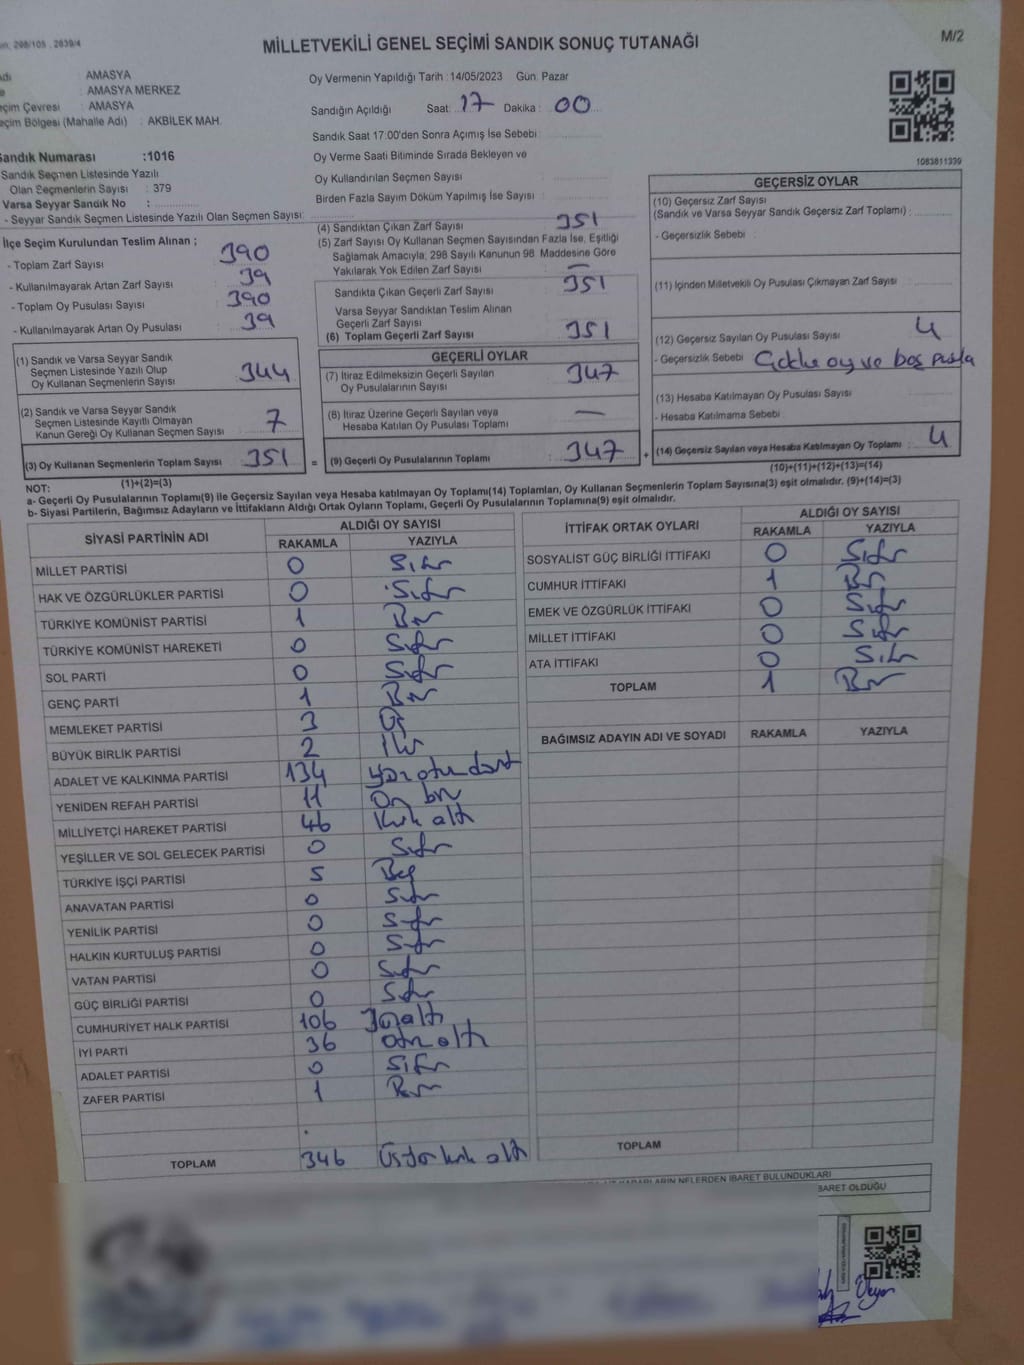 298/105 , 2839/4
MİLLETVEKİLİ GENEL SEÇİMİ SANDIK SONUÇ TUTANAĞI
M/2
: AMASYA
: AMASYA MERKEZ
eçim Çevresi : AMASYA
eçim Bölgesi (Mahalle Adı) : AKBİLEK MAH.
Sandık Numarası :1016
Sandık Seçmen Listesinde Yazılı
Olan Seçmenlerin Sayısı : 379
Varsa Seyyar Sandık No :
- Seyyar Sandık Seçmen Listesinde Yazılı Olan Seçmen Sayısı:
Oy Vermenin Yapıldığı Tarih : 14/05/2023 Gün: Pazar
Sandığın Açıldığı Saat: 17 Dakika : 00
Sandık Saat 17:00'den Sonra Açımış İse Sebebi :
Oy Verme Saati Bitiminde Sırada Bekleyen ve
Oy Kullandırılan Seçmen Sayısı :
Birden Fazla Sayım Döküm Yapılmış İse Sayısı :
1083811339
İlçe Seçim Kurulundan Teslim Alınan ;
- Toplam Zarf Sayısı : 390
- Kullanılmayarak Artan Zarf Sayısı : 39
- Toplam Oy Pusulası Sayısı : 390
- Kullanılmayarak Artan Oy Pusulası : 39
(1) Sandık ve Varsa Seyyar Sandık
Seçmen Listesinde Yazılı Olup
Oy Kullanan Seçmenlerin Sayısı : 344
(2) Sandık ve Varsa Seyyar Sandık
Seçmen Listesinde Kayıtlı Olmayan
Kanun Gereği Oy Kullanan Seçmen Sayısı : 7
(3) Oy Kullanan Seçmenlerin Toplam Sayısı : 351
(1)+(2)=(3)
(4) Sandıktan Çıkan Zarf Sayısı : 351
(5) Zarf Sayısı Oy Kullanan Seçmen Sayısından Fazla İse, Eşitliği
Sağlamak Amacıyla; 298 Sayılı Kanunun 98. Maddesine Göre
Yakılarak Yok Edilen Zarf Sayısı : —
Sandıkta Çıkan Geçerli Zarf Sayısı : 351
Varsa Seyyar Sandıktan Teslim Alınan
Geçerli Zarf Sayısı :
(6) Toplam Geçerli Zarf Sayısı : 351
GEÇERLİ OYLAR
(7) İtiraz Edilmeksizin Geçerli Sayılan
Oy Pusulalarının Sayısı : 347
(8) İtiraz Üzerine Geçerli Sayılan veya
Hesaba Katılan Oy Pusulası Toplamı : —
= (9) Geçerli Oy Pusulalarının Toplamı : 347 +
GEÇERSİZ OYLAR
(10) Geçersiz Zarf Sayısı
(Sandık ve Varsa Seyyar Sandık Geçersiz Zarf Toplamı) :
- Geçersizlik Sebebi :
(11) İçinden Milletvekili Oy Pusulası Çıkmayan Zarf Sayısı :
(12) Geçersiz Sayılan Oy Pusulası Sayısı : 4
- Geçersizlik Sebebi : oy ve boş pusla
(13) Hesaba Katılmayan Oy Pusulası Sayısı :
- Hesaba Katılmama Sebebi :
(14) Geçersiz Sayılan veya Hesaba Katılmayan Oy Toplamı : 4
(10)+(11)+(12)+(13)=(14)
NOT:
a- Geçerli Oy Pusulalarının Toplamı(9) ile Geçersiz Sayılan veya Hesaba katılmayan Oy Toplamı(14) Toplamları, Oy Kullanan Seçmenlerin Toplam Sayısına(3) eşit olmalıdır. (9)+(14)=(3)
b- Siyasi Partilerin, Bağımsız Adayların ve İttifakların Aldığı Ortak Oyların Toplamı, Geçerli Oy Pusulalarının Toplamına(9) eşit olmalıdır.
SİYASİ PARTİNİN ADI ALDIĞI OY SAYISI
RAKAMLA YAZIYLA
MİLLET PARTİSİ 0 Sıfır
HAK VE ÖZGÜRLÜKLER PARTİSİ 0 Sıfır
TÜRKİYE KOMÜNİST PARTİSİ 1 Bir
TÜRKİYE KOMÜNİST HAREKETİ 0 Sıfır
SOL PARTİ 0 Sıfır
GENÇ PARTİ 1 Bir
MEMLEKET PARTİSİ 3 Üç
BÜYÜK BİRLİK PARTİSİ 2 İki
ADALET VE KALKINMA PARTİSİ 134 Yüzotuzdört
YENİDEN REFAH PARTİSİ 11 On bir
MİLLİYETÇİ HAREKET PARTİSİ 46 Kırk altı
YEŞİLLER VE SOL GELECEK PARTİSİ 0 Sıfır
TÜRKİYE İŞÇİ PARTİSİ 5 Beş
ANAVATAN PARTİSİ 0 Sıfır
YENİLİK PARTİSİ 0 Sıfır
HALKIN KURTULUŞ PARTİSİ 0 Sıfır
VATAN PARTİSİ 0 Sıfır
GÜÇ BİRLİĞİ PARTİSİ 0 Sıfır
CUMHURİYET HALK PARTİSİ 106 Yüzaltı
İYİ PARTİ 36 Otuz altı
ADALET PARTİSİ 0 Sıfır
ZAFER PARTİSİ 1 Bir
TOPLAM 346 Üçyüz kırk altı
İTTİFAK ORTAK OYLARI ALDIĞI OY SAYISI
RAKAMLA YAZIYLA
SOSYALİST GÜÇ BİRLİĞİ İTTİFAKI 0 Sıfır
CUMHUR İTTİFAKI 1 Bir
EMEK VE ÖZGÜRLÜK İTTİFAKI 0 Sıfır
MİLLET İTTİFAKI 0 Sıfır
ATA İTTİFAKI 0 Sıfır
TOPLAM 1 Bir
BAĞIMSIZ ADAYIN ADI VE SOYADI RAKAMLA YAZIYLA
TOPLAM
NELERDEN İBARET BULUNDUKLARI
BARET OLDUĞU